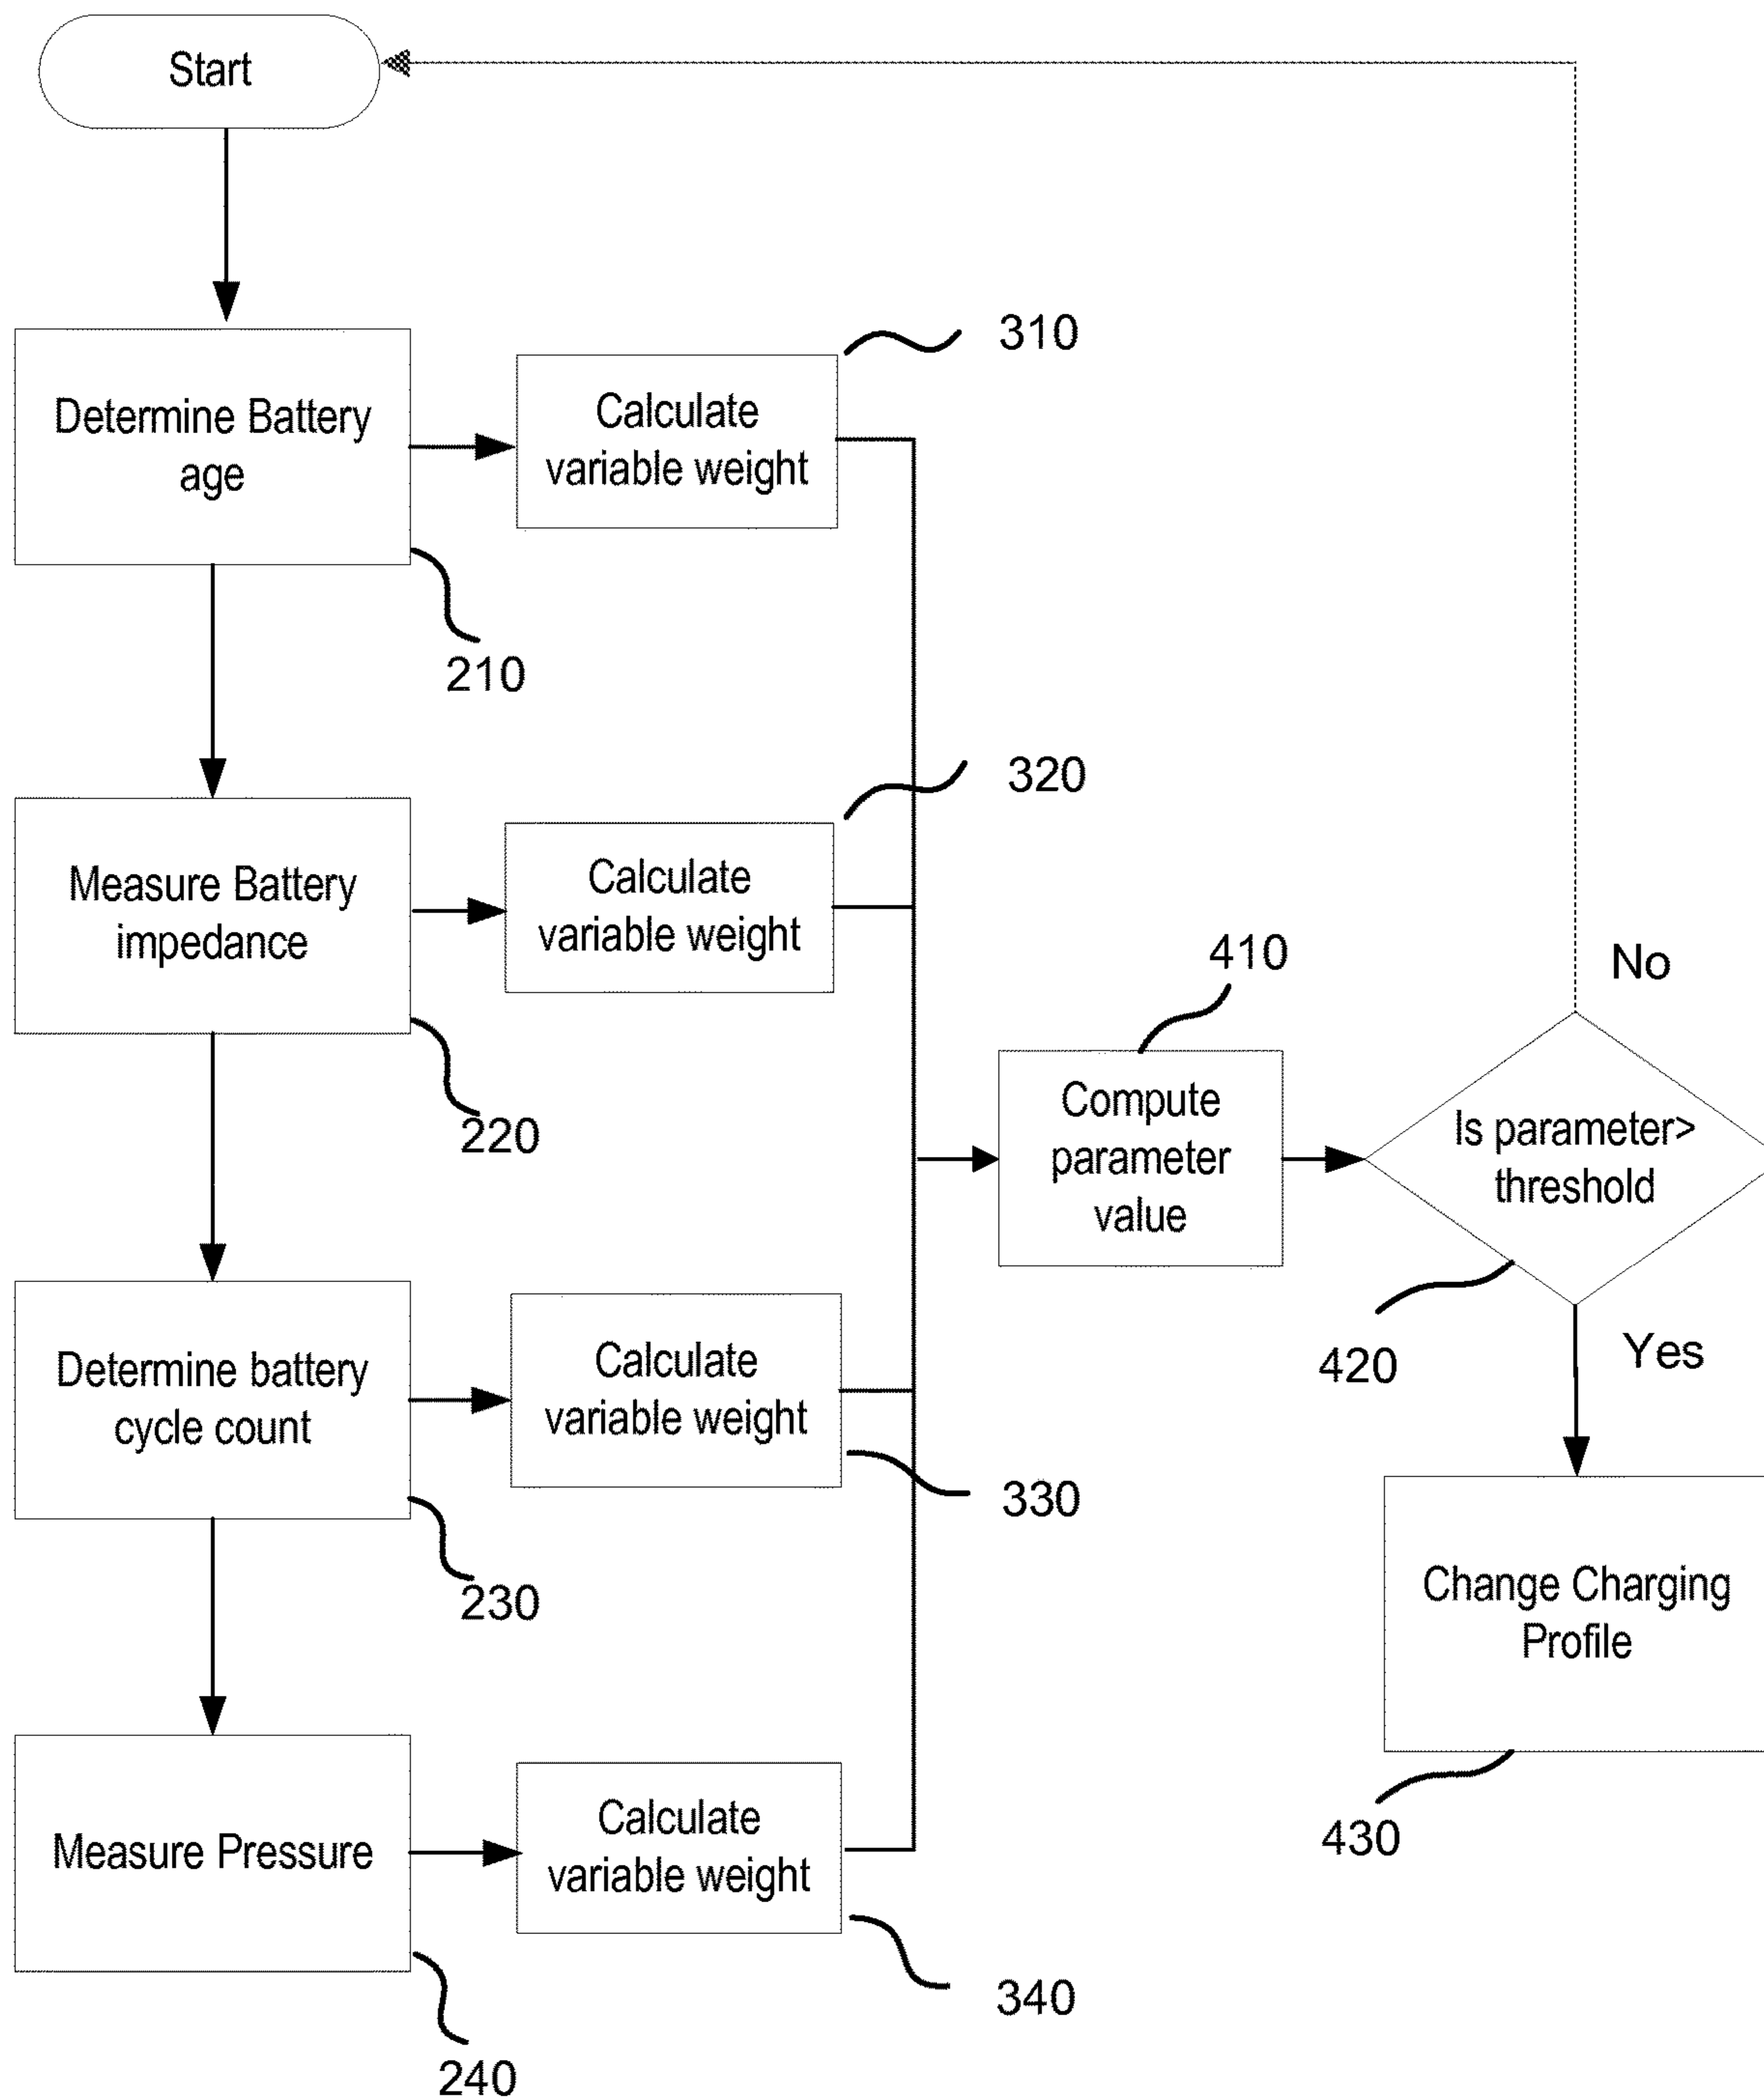 Start
310
Determine Battery
age
Calculate
variable weight
210
320
Measure Battery
impedance
Calculate
variable weight
220
410
No
Compute
parameter
value
Is parameter>
threshold
420
Yes
Determine battery
cycle count
Calculate
variable weight
330
230
Change Charging
Profile
430
Measure Pressure
Calculate
variable weight
340
240